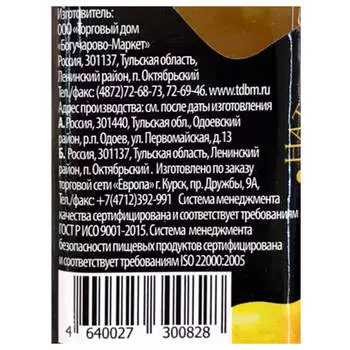 Изготовитель:
ООО «Торговый дом
«Богучарово-Маркет»
Россия, 301137, Тульская область,
Ленинский район, п. Октябрьский
Тел./факс: (4872)72-68-73, 72-69-46. www.tdbm.ru
Адрес производства: см. после даты изготовления
А. Россия, 301440, Тульская обл., Одоевский
район, р.п. Одоев, ул. Первомайская, д.13
Б. Россия, 301137, Тульская область, Ленинский
район, п. Октябрьский . Изготовлено по заказу
торговой сети «Европа» г. Курск, пр. Дружбы, 9А,
Тел./факс: +7(4712)392-991 Система менеджмента
качества сертифицирована и соответствует требованиям
ГОСТ Р ИСО 9001-2015. Система менеджмента
безопасности пищевых продуктов сертифицирована
и соответствует требованиям ISO 22000:2005
4 640027 300828